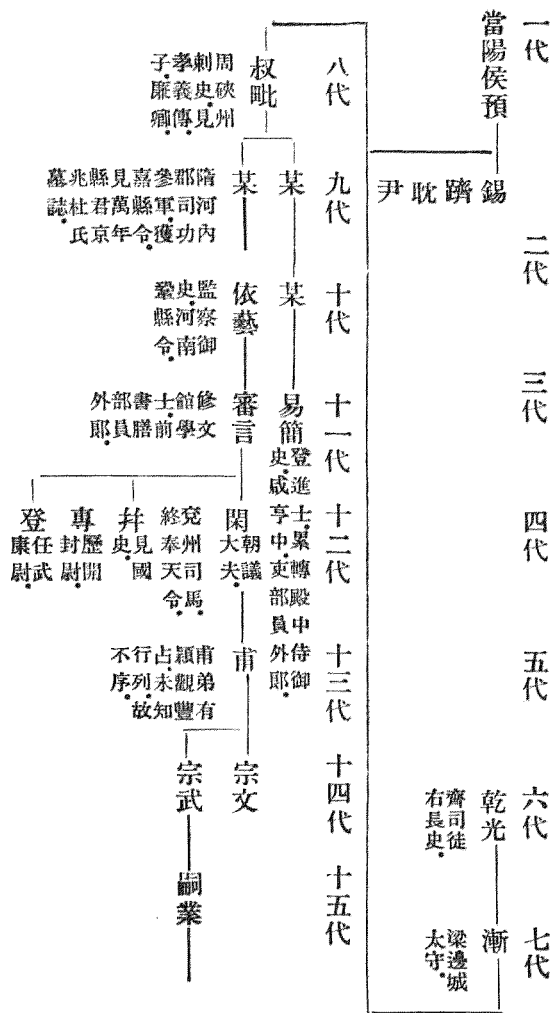 一代
當陽侯預
錫
躋
耽
尹
二代
三代
四代
五代
六代
乾光
齊司徒
右長史.
七代
漸
梁邊城
太守.
八代
叔毗
周硤州
刺史.見
孝義傳.
子廉
九代
某
某
隋河內
郡司功
參軍.獲
嘉縣令.
見萬年
縣君京
兆杜氏
墓誌.
十代
某
依藝
監察御
史.河南
鞏縣令.
十一代
易簡
登進士.累轉殿中侍御
史.咸亨中.吏部員外郎.
審言
修文
館學
士.前
書膳
部員
外郎.
十二代
閑
朝議
大夫.
兗州司馬.
終奉天令.
并
見國
史.
專
歷開
封尉.
登
任武
康尉.
十三代
甫
甫弟有
穎觀豐
占.未知
行列.故
不序.
十四代
宗文
宗武
十五代
嗣業